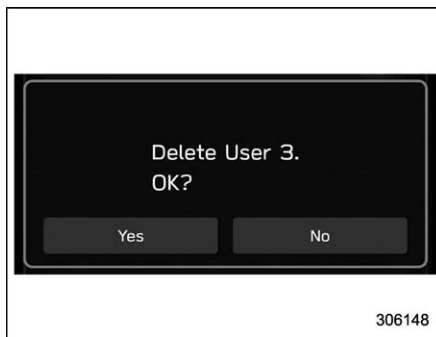 Delete User 3.
OK?
Yes
No
306148